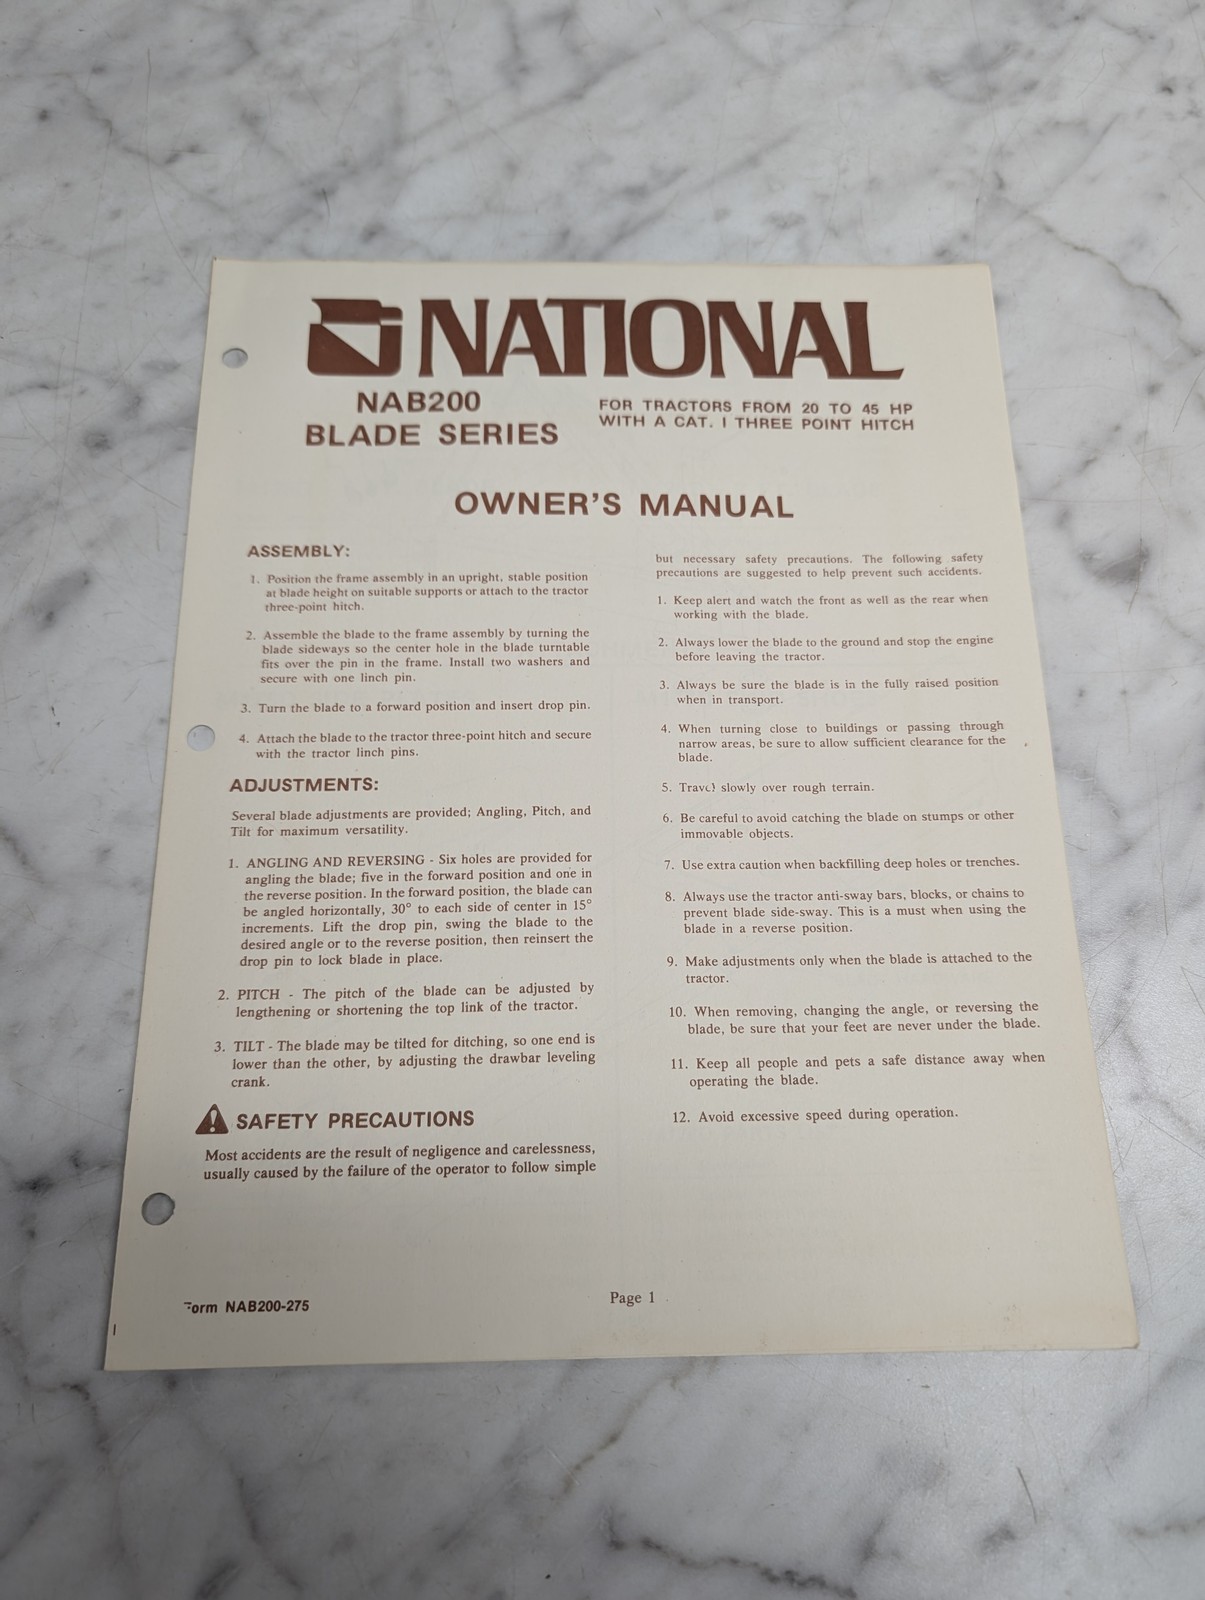 NATIONAL
NAB200
BLADE SERIES
FOR TRACTORS FROM 20 TO 45 HP
WITH A CAT. I THREE POINT HITCH
OWNER'S MANUAL
ASSEMBLY:
1. Position the frame assembly in an upright, stable position
at blade height on suitable supports or attach to the tractor
three-point hitch.
2. Assemble the blade to the frame assembly by turning the
blade sideways so the center hole in the blade turntable
fits over the pin in the frame. Install two washers and
secure with one linch pin.
3. Turn the blade to a forward position and insert drop pin.
4. Attach the blade to the tractor three-point hitch and secure
with the tractor linch pins.
ADJUSTMENTS:
Several blade adjustments are provided; Angling, Pitch, and
Tilt for maximum versatility.
1. ANGLING AND REVERSING - Six holes are provided for
angling the blade; five in the forward position and one in
the reverse position. In the forward position, the blade can
be angled horizontally, 30° to each side of center in 15°
increments. Lift the drop pin, swing the blade to the
desired angle or to the reverse position, then reinsert the
drop pin to lock blade in place.
2. PITCH - The pitch of the blade can be adjusted by
lengthening or shortening the top link of the tractor.
3. TILT - The blade may be tilted for ditching, so one end is
lower than the other, by adjusting the drawbar leveling
crank.
SAFETY PRECAUTIONS
Most accidents are the result of negligence and carelessness,
usually caused by the failure of the operator to follow simple
but necessary safety precautions. The following safety
precautions are suggested to help prevent such accidents.
1. Keep alert and watch the front as well as the rear when
working with the blade.
2. Always lower the blade to the ground and stop the engine
before leaving the tractor.
3. Always be sure the blade is in the fully raised position
when in transport.
4. When turning close to buildings or passing through
narrow areas, be sure to allow sufficient clearance for the
blade.
5. Travel slowly over rough terrain.
6. Be careful to avoid catching the blade on stumps or other
immovable objects.
7. Use extra caution when backfilling deep holes or trenches.
8. Always use the tractor anti-sway bars, blocks, or chains to
prevent blade side-sway. This is a must when using the
blade in a reverse position.
9. Make adjustments only when the blade is attached to the
tractor.
10. When removing, changing the angle, or reversing the
blade, be sure that your feet are never under the blade.
11. Keep all people and pets a safe distance away when
operating the blade.
12. Avoid excessive speed during operation.
Form NAB200-275
Page 1